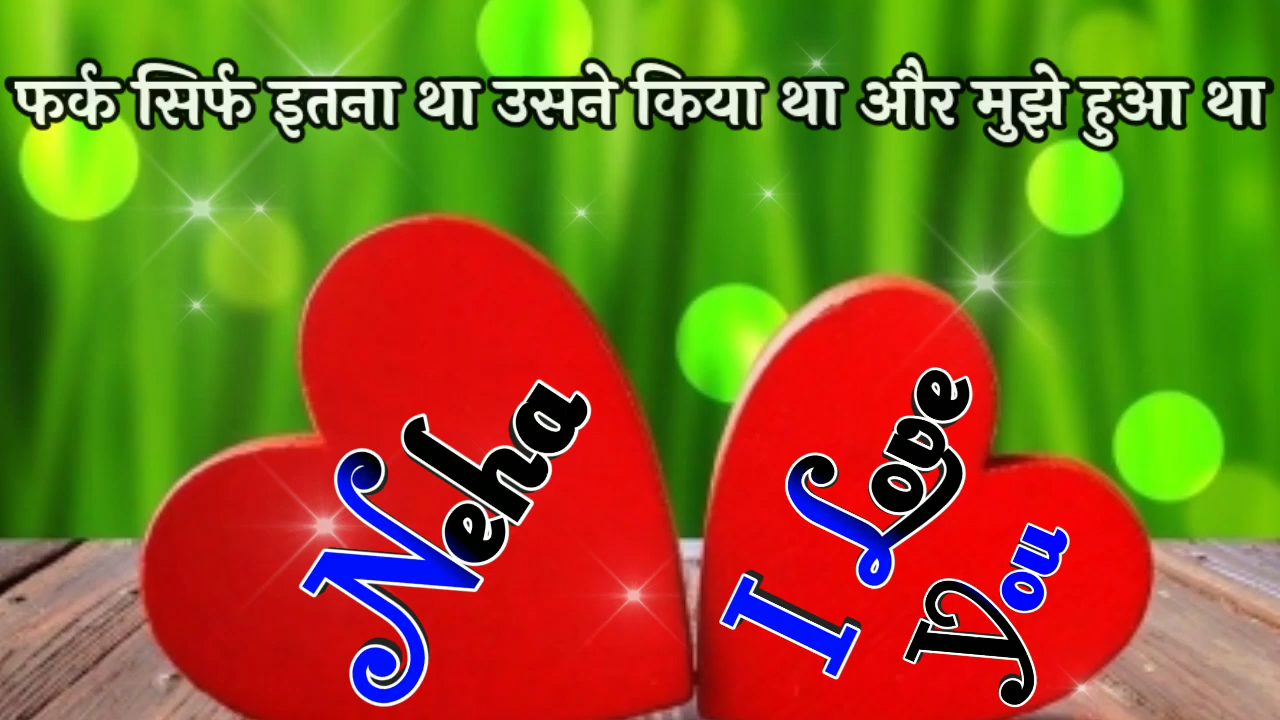 फर्क सिर्फ इतना था उसने किया था और मुझे हुआ था
Neha
I Love
You